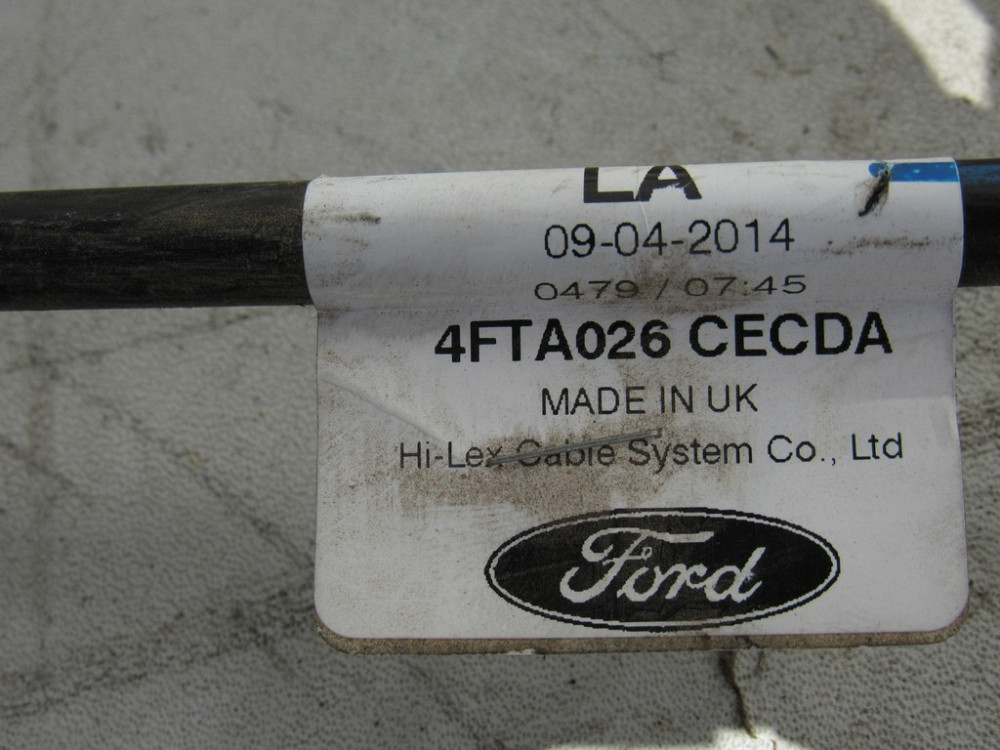 LA
09-04-2014
0479 / 07:45
4FTA026 CECDA
MADE IN UK
Hi-Lex Cable System Co., Ltd
Ford